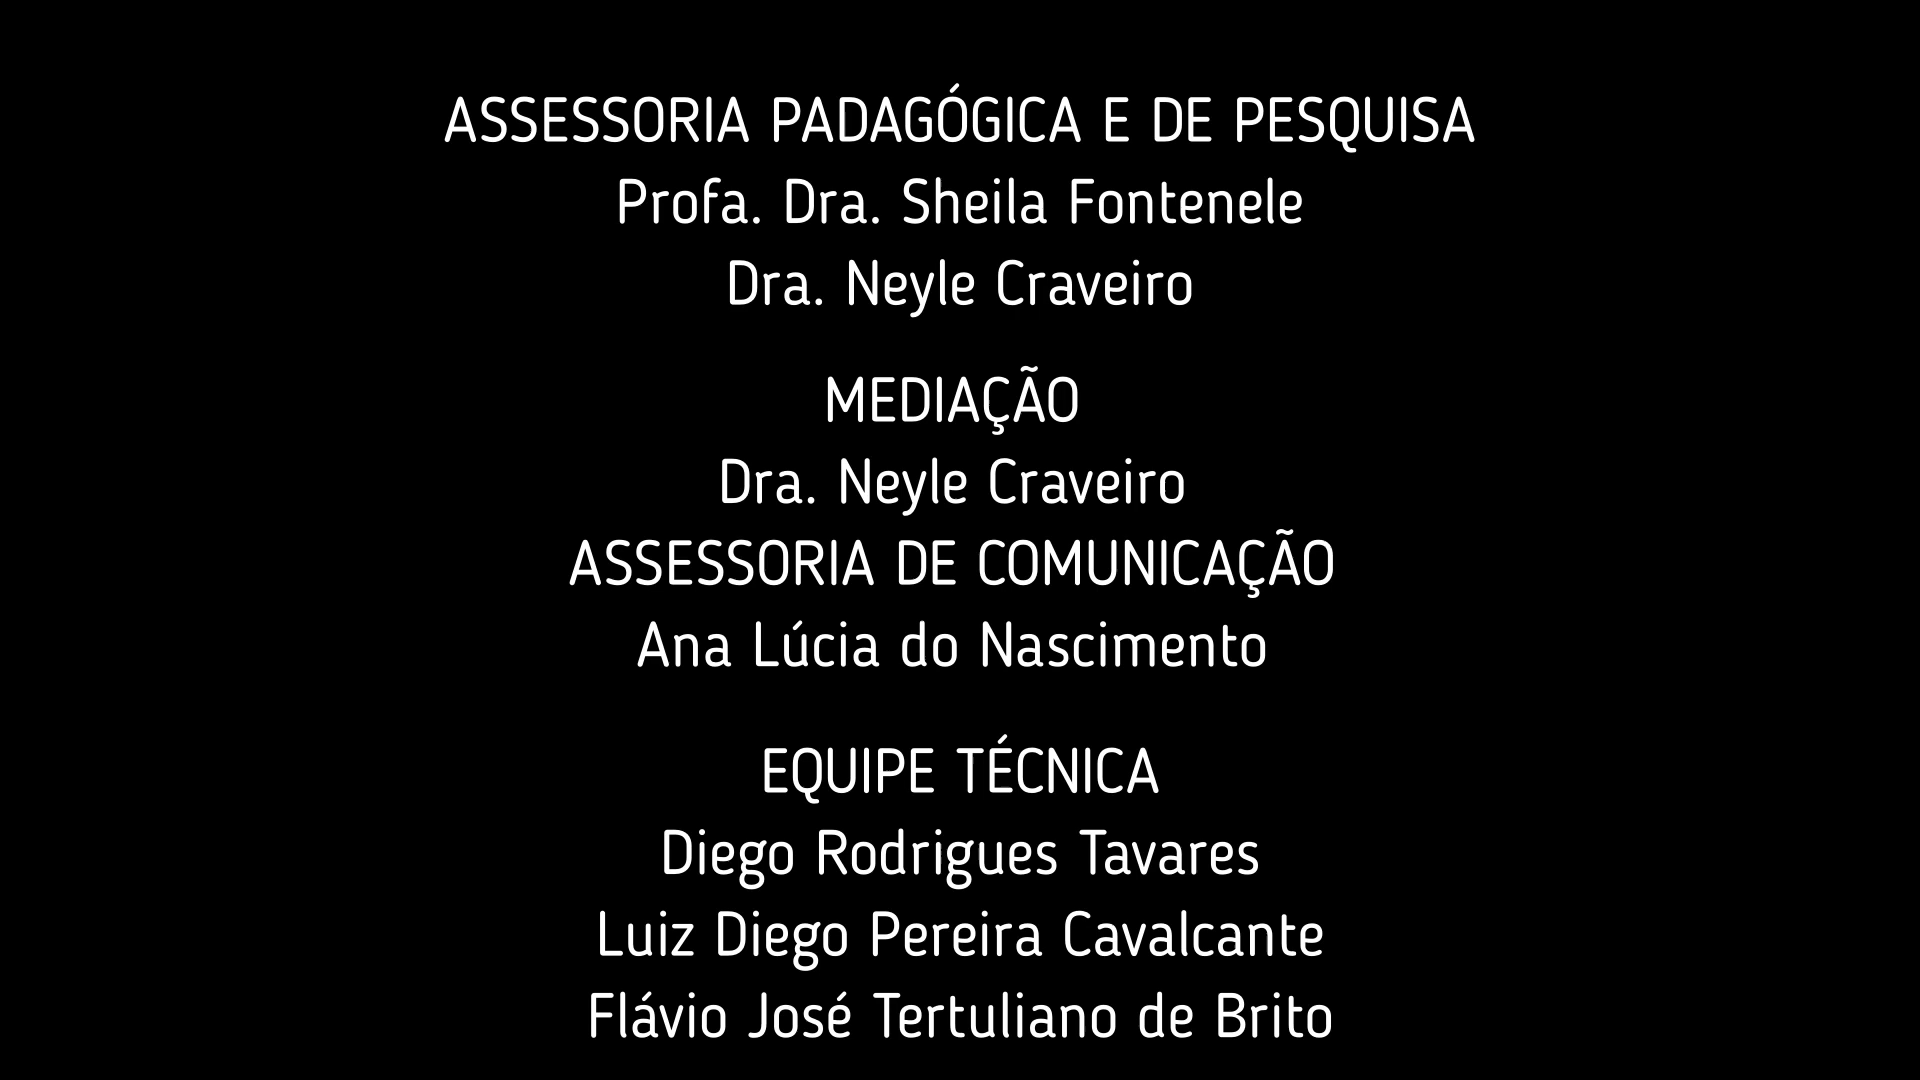 ASSESSORIA PADAGÓGICA E DE PESQUISA
Profa. Dra. Sheila Fontenele
Dra. Neyle Craveiro
MEDIAÇÃO
Dra. Neyle Craveiro
ASSESSORIA DE COMUNICAÇÃO
Ana Lúcia do Nascimento
EQUIPE TÉCNICA
Diego Rodrigues Tavares
Luiz Diego Pereira Cavalcante
Flávio José Tertuliano de Brito